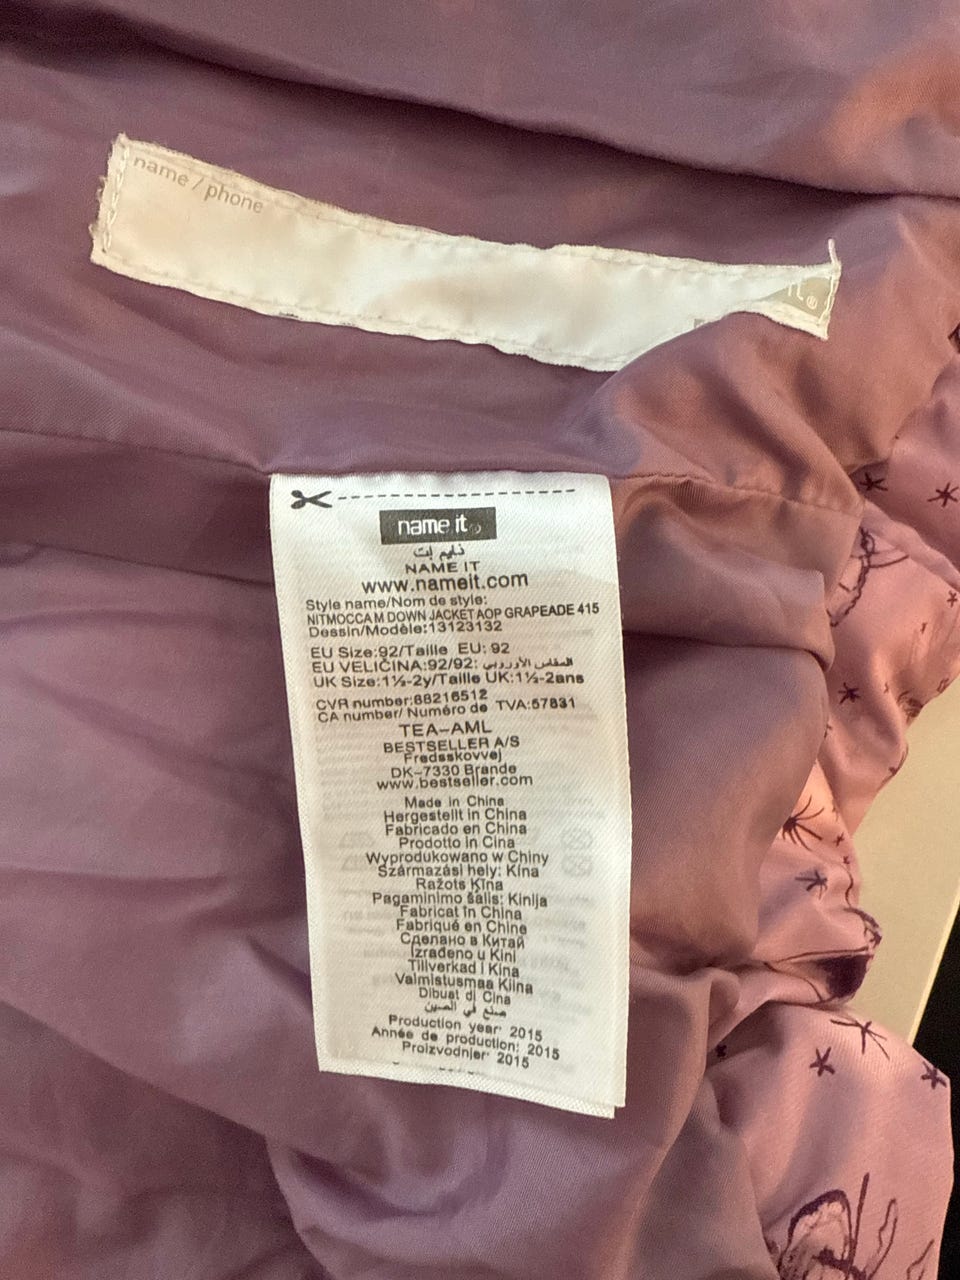 name / phone
it®
name it
نايم إت
NAME IT
www.nameit.com
Style name/Nom de style:
NITMOCCA M DOWN JACKET AOP GRAPEADE 415
Dessin/Modèle:13123132
EU Size:92/Taille EU: 92
EU VELIČINA:92/92: المقاس الأوروبي
UK Size:1½-2y/Taille UK:1½-2ans
CVR number:88216512
CA number/ Numéro de TVA:57831
TEA-AML
BESTSELLER A/S
Fredsskovvej
DK-7330 Brande
www.bestseller.com
Made in China
Hergestellt in China
Fabricado en China
Prodotto in Cina
Wyprodukowano w Chiny
Származási hely: Kína
Ražots Ķīna
Pagaminimo šalis: Kinija
Fabricat în China
Fabriqué en Chine
Сделано в Китай
Izrađeno u Kini
Tillverkad i Kina
Valmistusmaa Kiina
Dibuat di Cina
صنع في الصين
Production year: 2015
Année de production: 2015
Proizvodnier: 2015